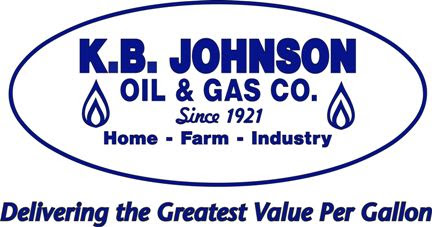 K.B. JOHNSON
OIL & GAS CO.
Since 1921
Home - Farm - Industry
Delivering the Greatest Value Per Gallon